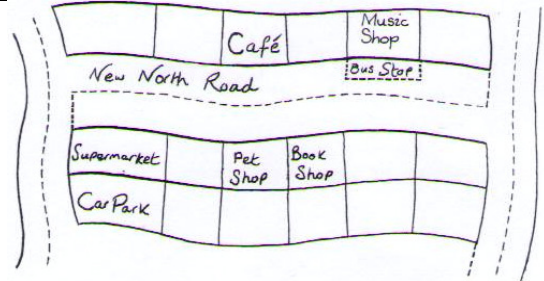 Music
Shop
Café
Bus Stop
New North Road
Supermarket
Pet
Shop
Book
Shop
Car Park